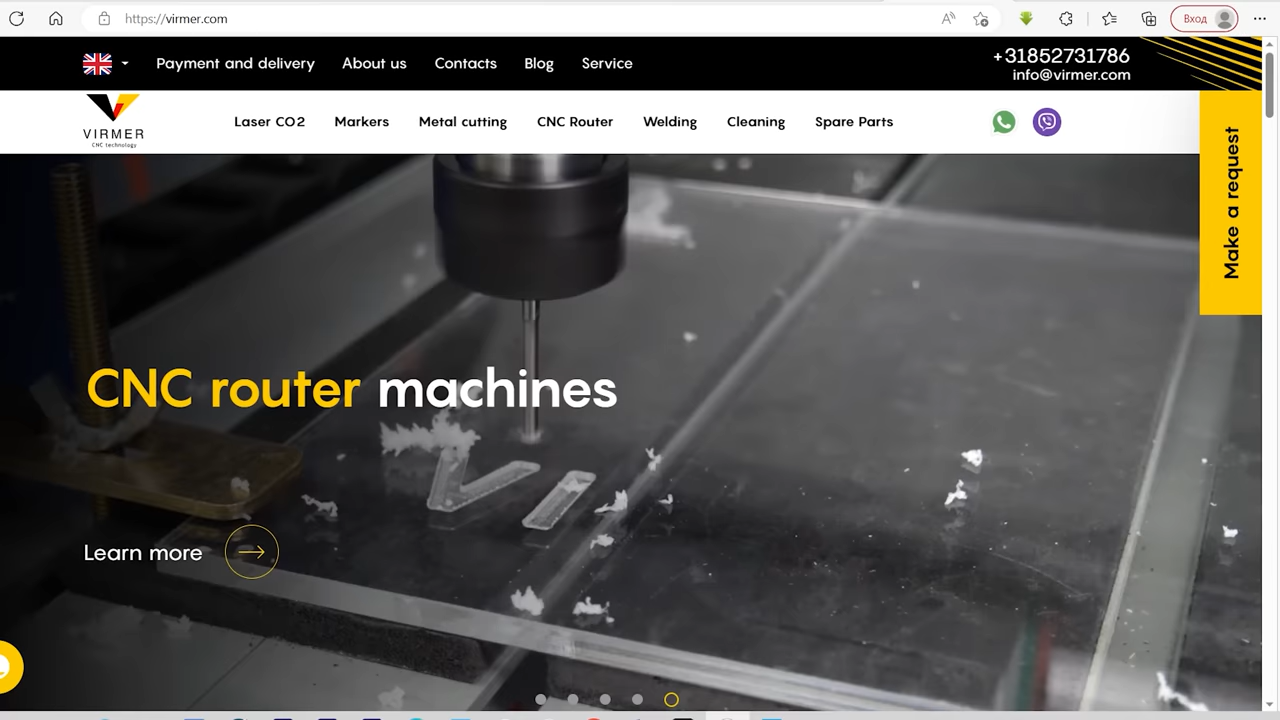 https://virmer.com
Вход
Payment and delivery About us Contacts Blog Service
+31852731786
info@virmer.com
VIRMER
CNC technology
Laser CO2 Markers Metal cutting CNC Router Welding Cleaning Spare Parts
Make a request
CNC router machines
VI
Learn more